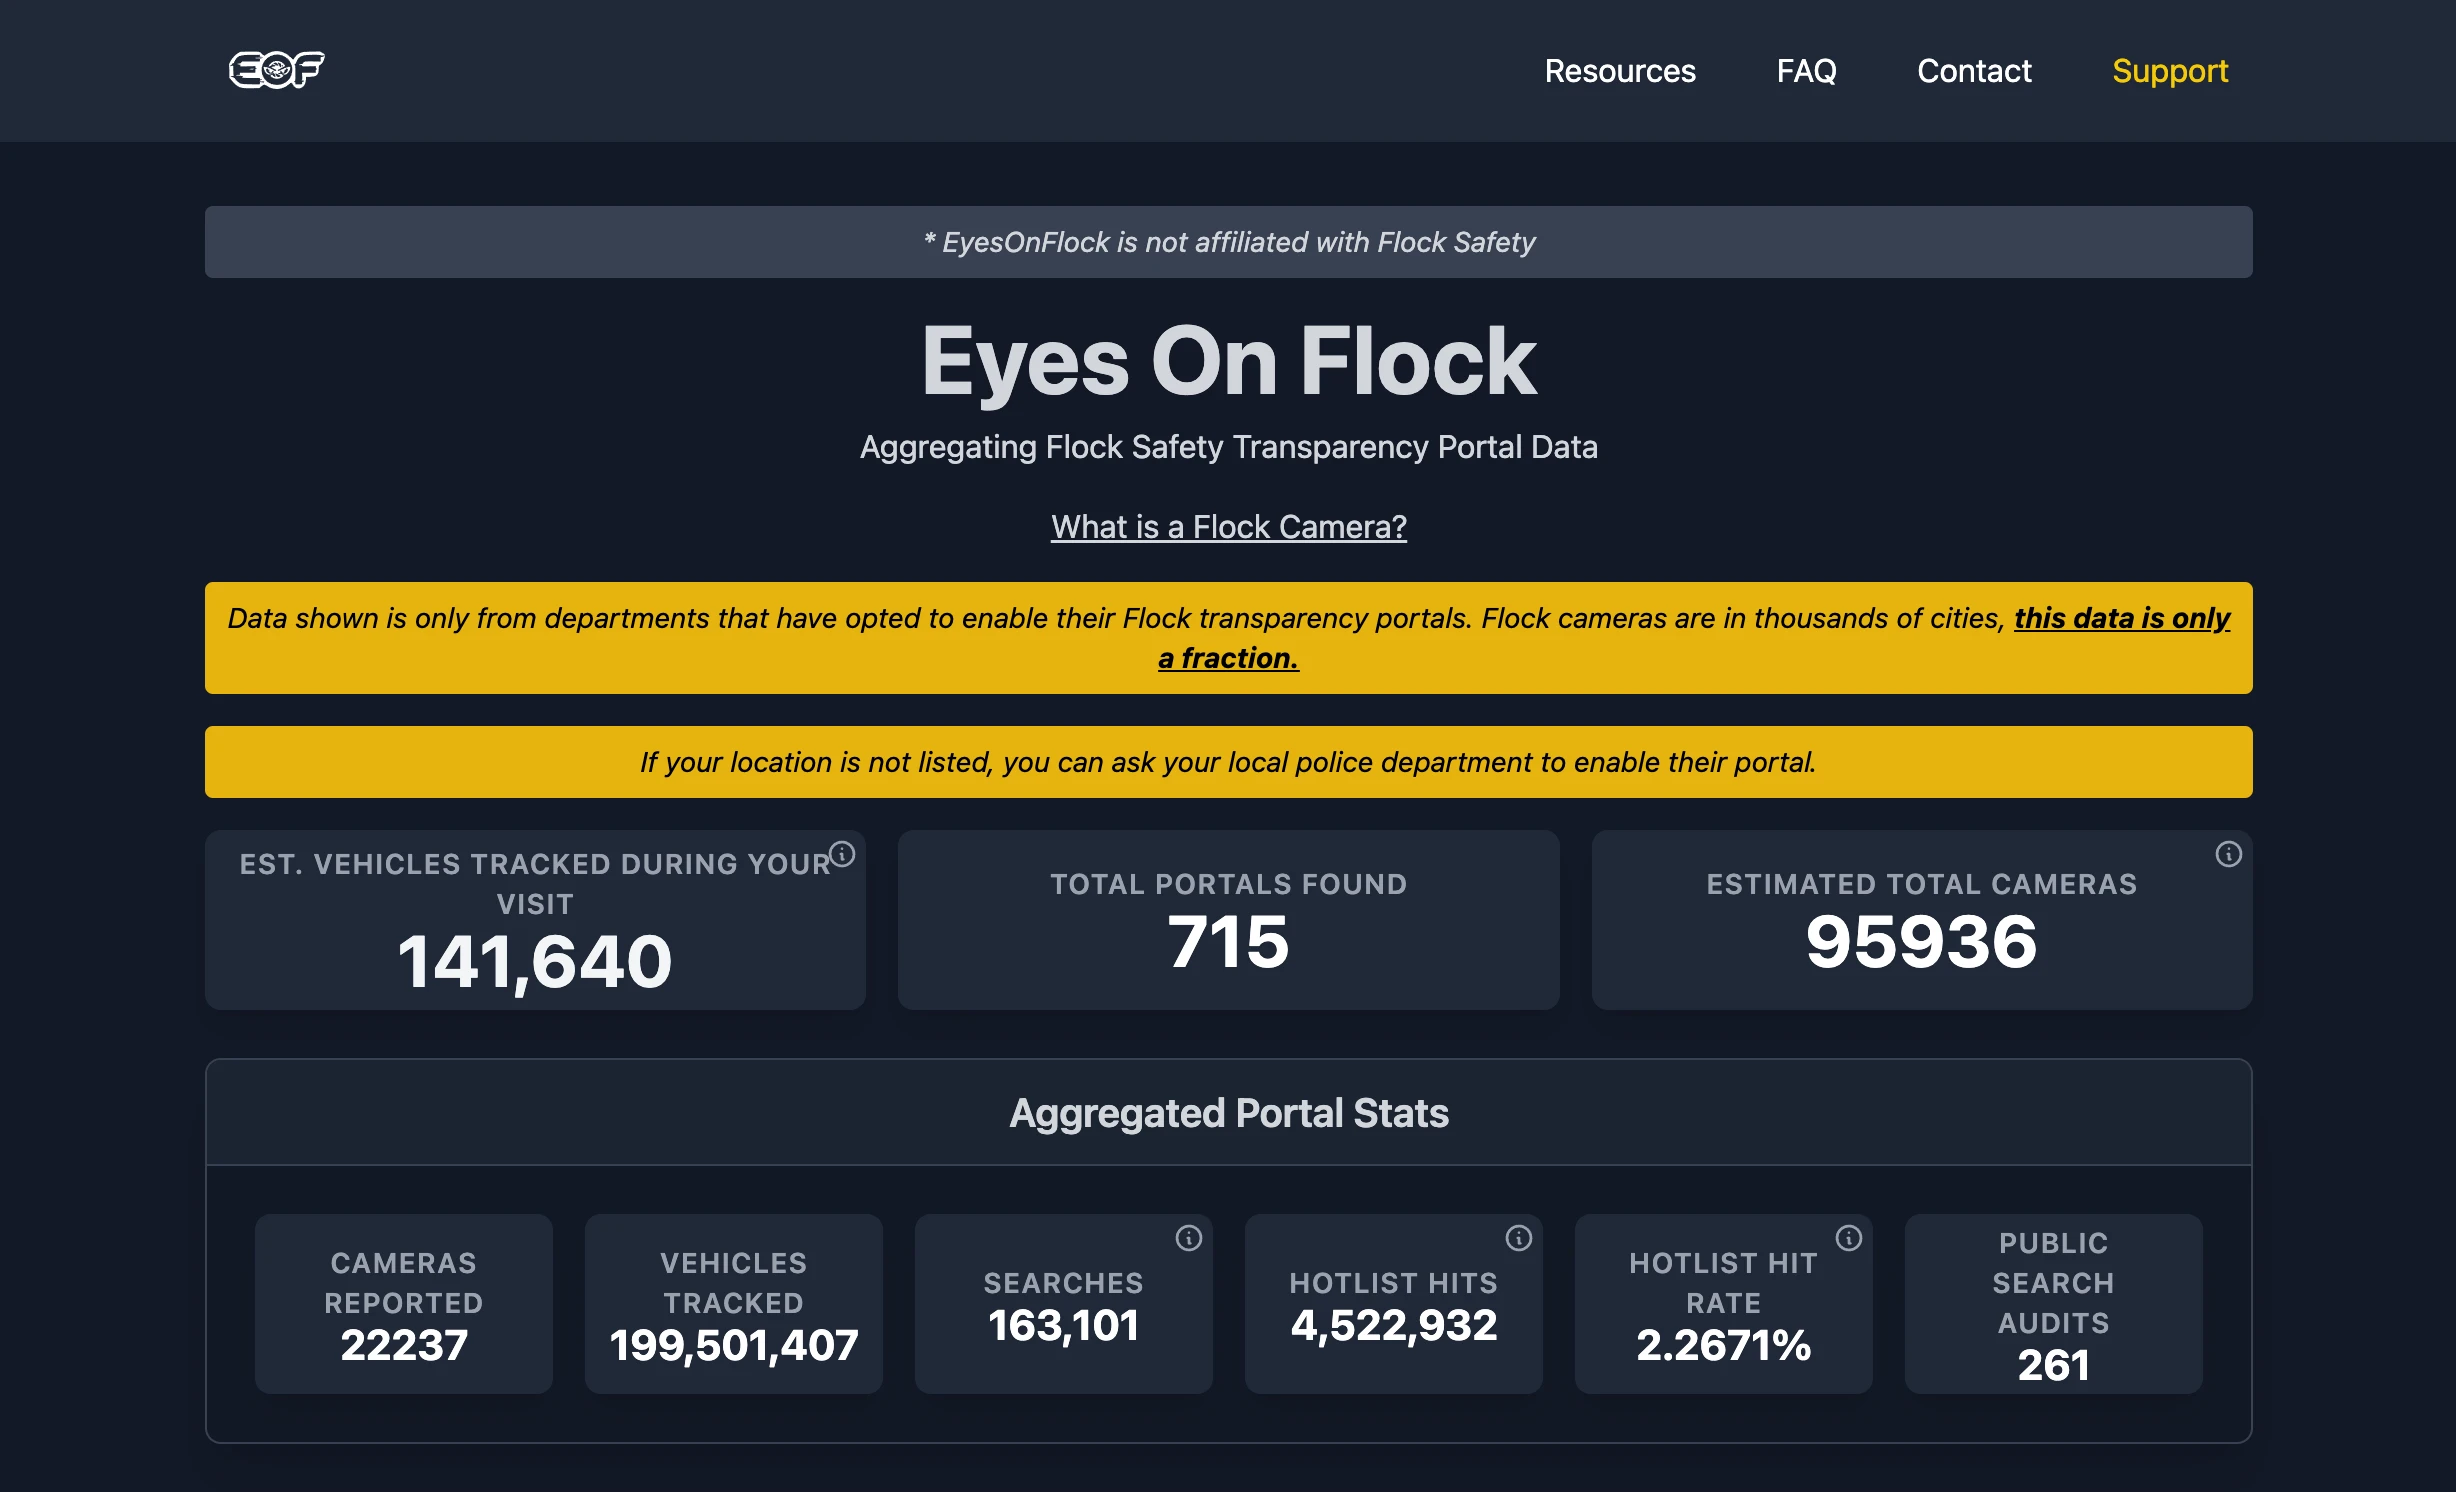 EOF
Resources FAQ Contact Support
* EyesOnFlock is not affiliated with Flock Safety
Eyes On Flock
Aggregating Flock Safety Transparency Portal Data
What is a Flock Camera?
Data shown is only from departments that have opted to enable their Flock transparency portals. Flock cameras are in thousands of cities, this data is only
a fraction.
If your location is not listed, you can ask your local police department to enable their portal.
EST. VEHICLES TRACKED DURING YOUR
VISIT
141,640
TOTAL PORTALS FOUND
715
ESTIMATED TOTAL CAMERAS
95936
Aggregated Portal Stats
CAMERAS
REPORTED
22237
VEHICLES
TRACKED
199,501,407
SEARCHES
163,101
HOTLIST HITS
4,522,932
HOTLIST HIT
RATE
2.2671%
PUBLIC
SEARCH
AUDITS
261